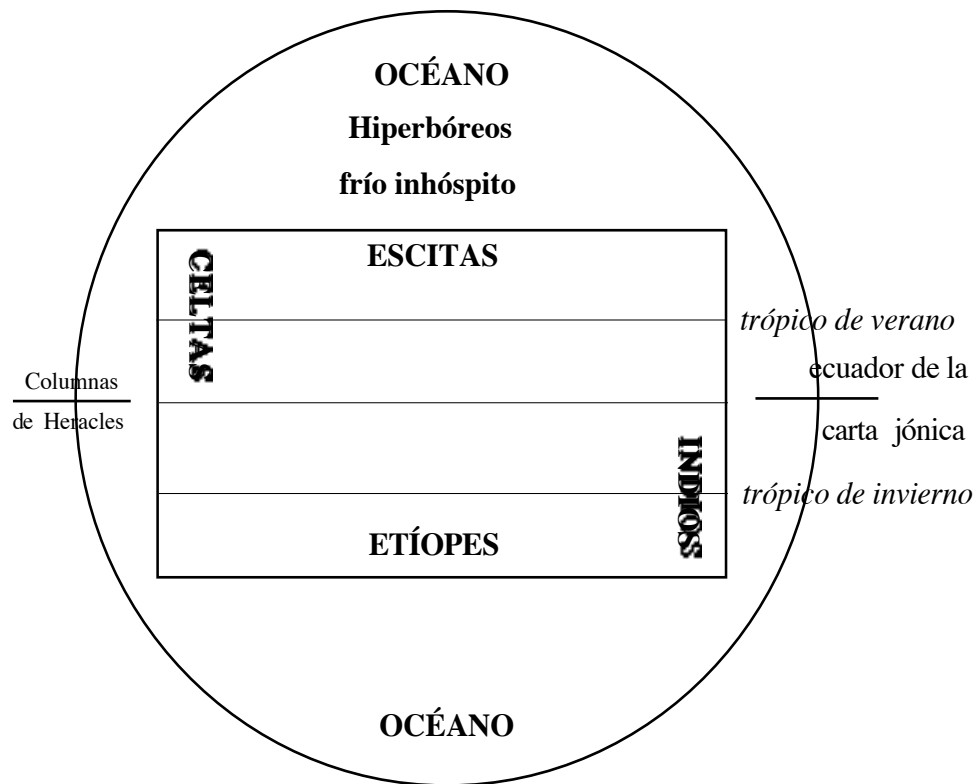 OCÉANO
Hiperbóreos
frío inhóspito
ESCITAS
CELTAS
trópico de verano
ecuador de la
carta jónica
Columnas
de Heracles
INDIOS
trópico de invierno
ETÍOPES
OCÉANO